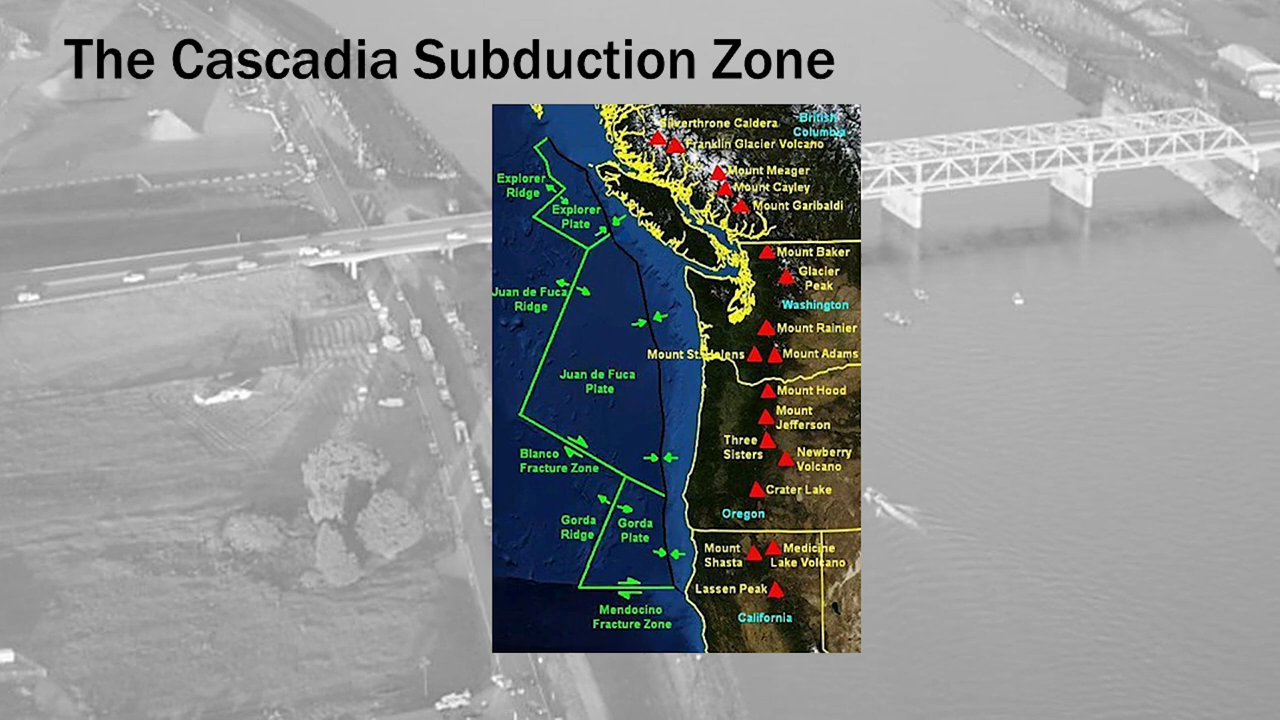 The Cascadia Subduction Zone
British
Columbia
Silverthrone Caldera
Franklin Glacier Volcano
Mount Meager
Mount Cayley
Mount Garibaldi
Explorer
Ridge
Explorer
Plate
Mount Baker
Glacier
Peak
Juan de Fuca
Ridge
Washington
Mount Rainier
Mount St. Helens
Mount Adams
Juan de Fuca
Plate
Mount Hood
Mount
Jefferson
Three
Sisters
Newberry
Volcano
Blanco
Fracture Zone
Crater Lake
Oregon
Gorda
Ridge
Gorda
Plate
Mount
Shasta
Medicine
Lake Volcano
Lassen Peak
Mendocino
Fracture Zone
California